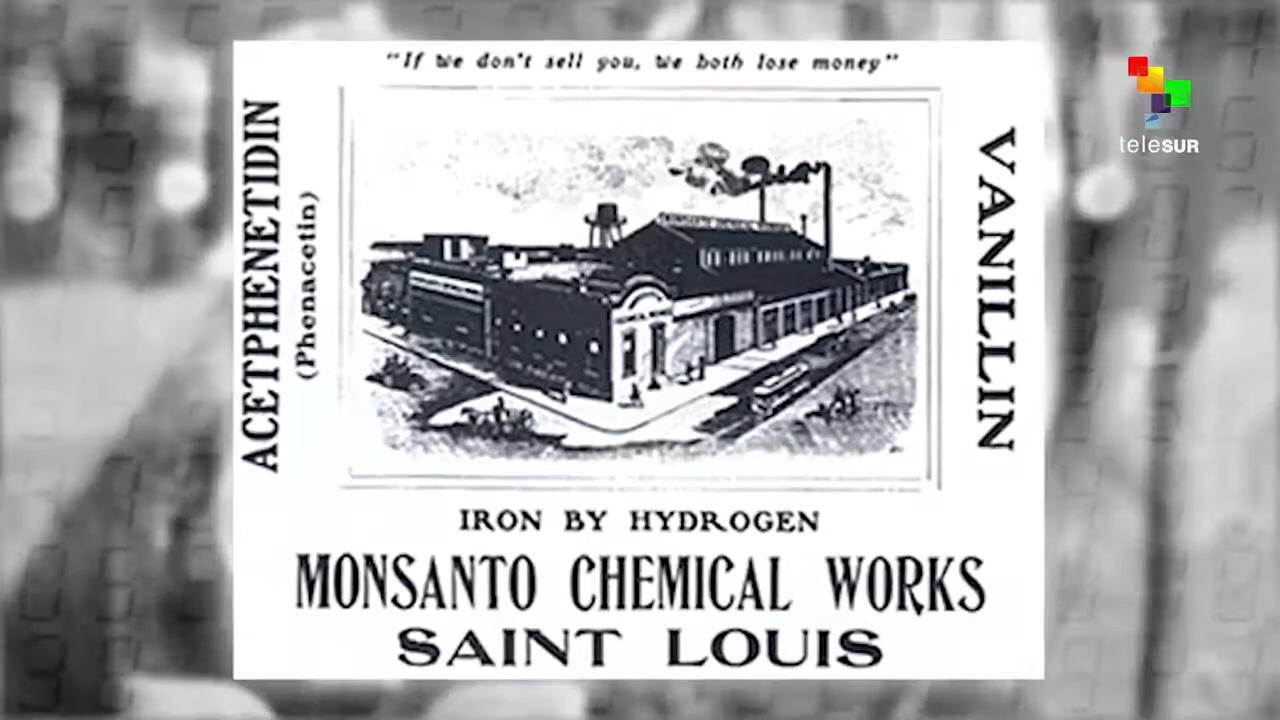 "If we don't sell you, we both lose money"
ACETPHENETIDIN
(Phenacetin)
VANILLIN
IRON BY HYDROGEN
MONSANTO CHEMICAL WORKS
SAINT LOUIS
teleSUR